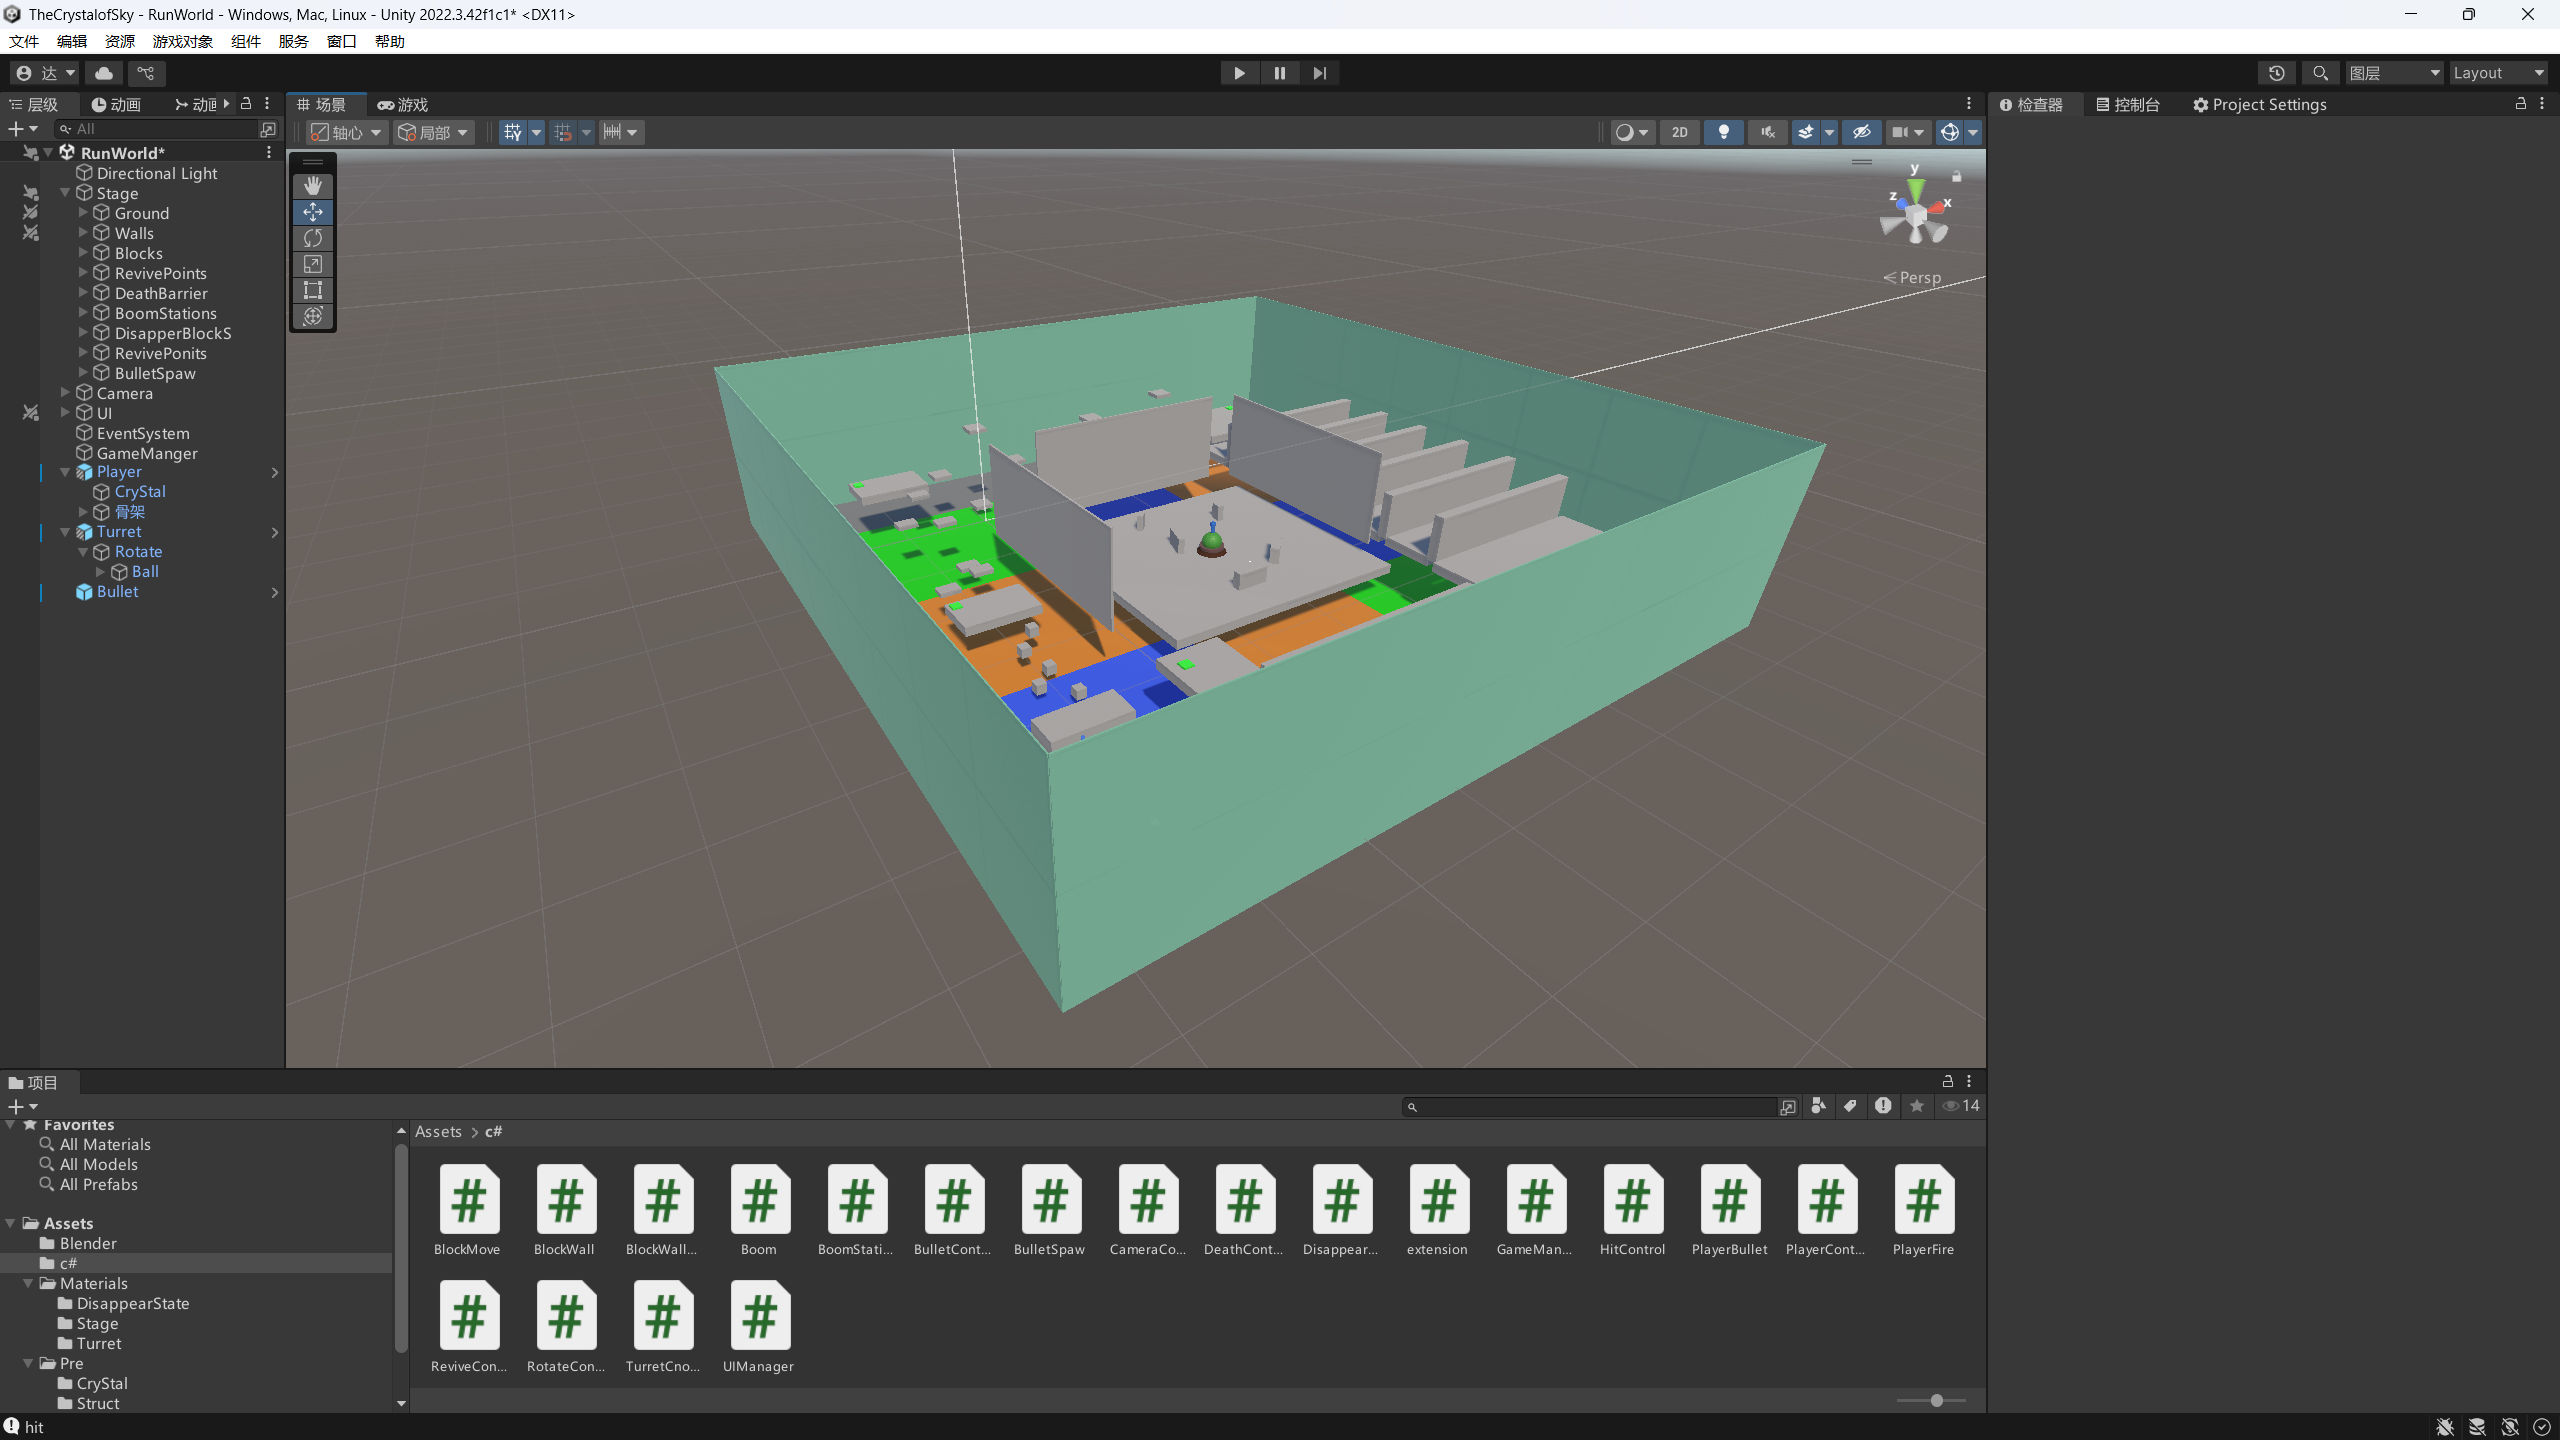 TheCrystalofSky - RunWorld - Windows, Mac, Linux - Unity 2022.3.42f1c1* <DX11>
文件 编辑 资源 游戏对象 组件 服务 窗口 帮助
达 图层 Layout
层级 动画 动画 场景 游戏 检查器 控制台 Project Settings
All 轴心 局部 2D
RunWorld*
Directional Light
Stage
Ground
Walls
Blocks
RevivePoints
DeathBarrier
BoomStations
DisapperBlockS
RevivePonits
BulletSpaw
Camera
UI
EventSystem
GameManger
Player
CryStal
骨架
Turret
Rotate
Ball
Bullet
y
z x
Persp
项目
14
Favorites
All Materials
All Models
All Prefabs
Assets
Blender
c#
Materials
DisappearState
Stage
Turret
Pre
CryStal
Struct
Assets > c#
BlockMove BlockWall BlockWall... Boom BoomStati... BulletCont... BulletSpaw CameraCo... DeathCont... Disappear... extension GameMan... HitControl PlayerBullet PlayerCont... PlayerFire
ReviveCon... RotateCon... TurretCno... UIManager
hit